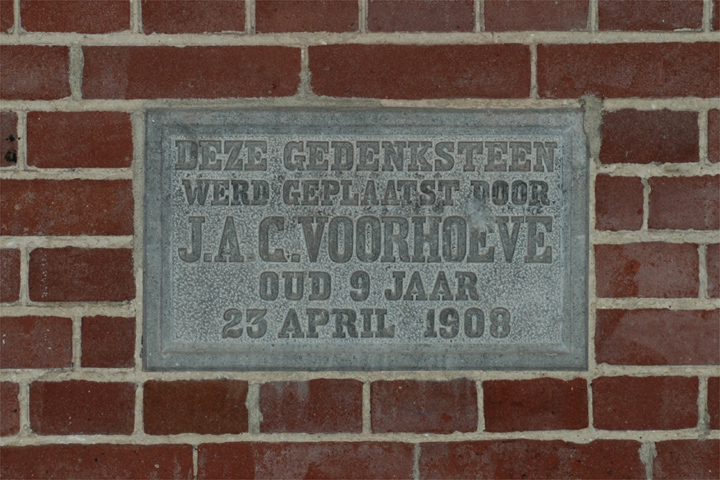 DEZE GEDENKSTEEN
WERD GEPLAATST DOOR
J.A.C.VOORHOEVE
OUD 9 JAAR
23 APRIL 1908